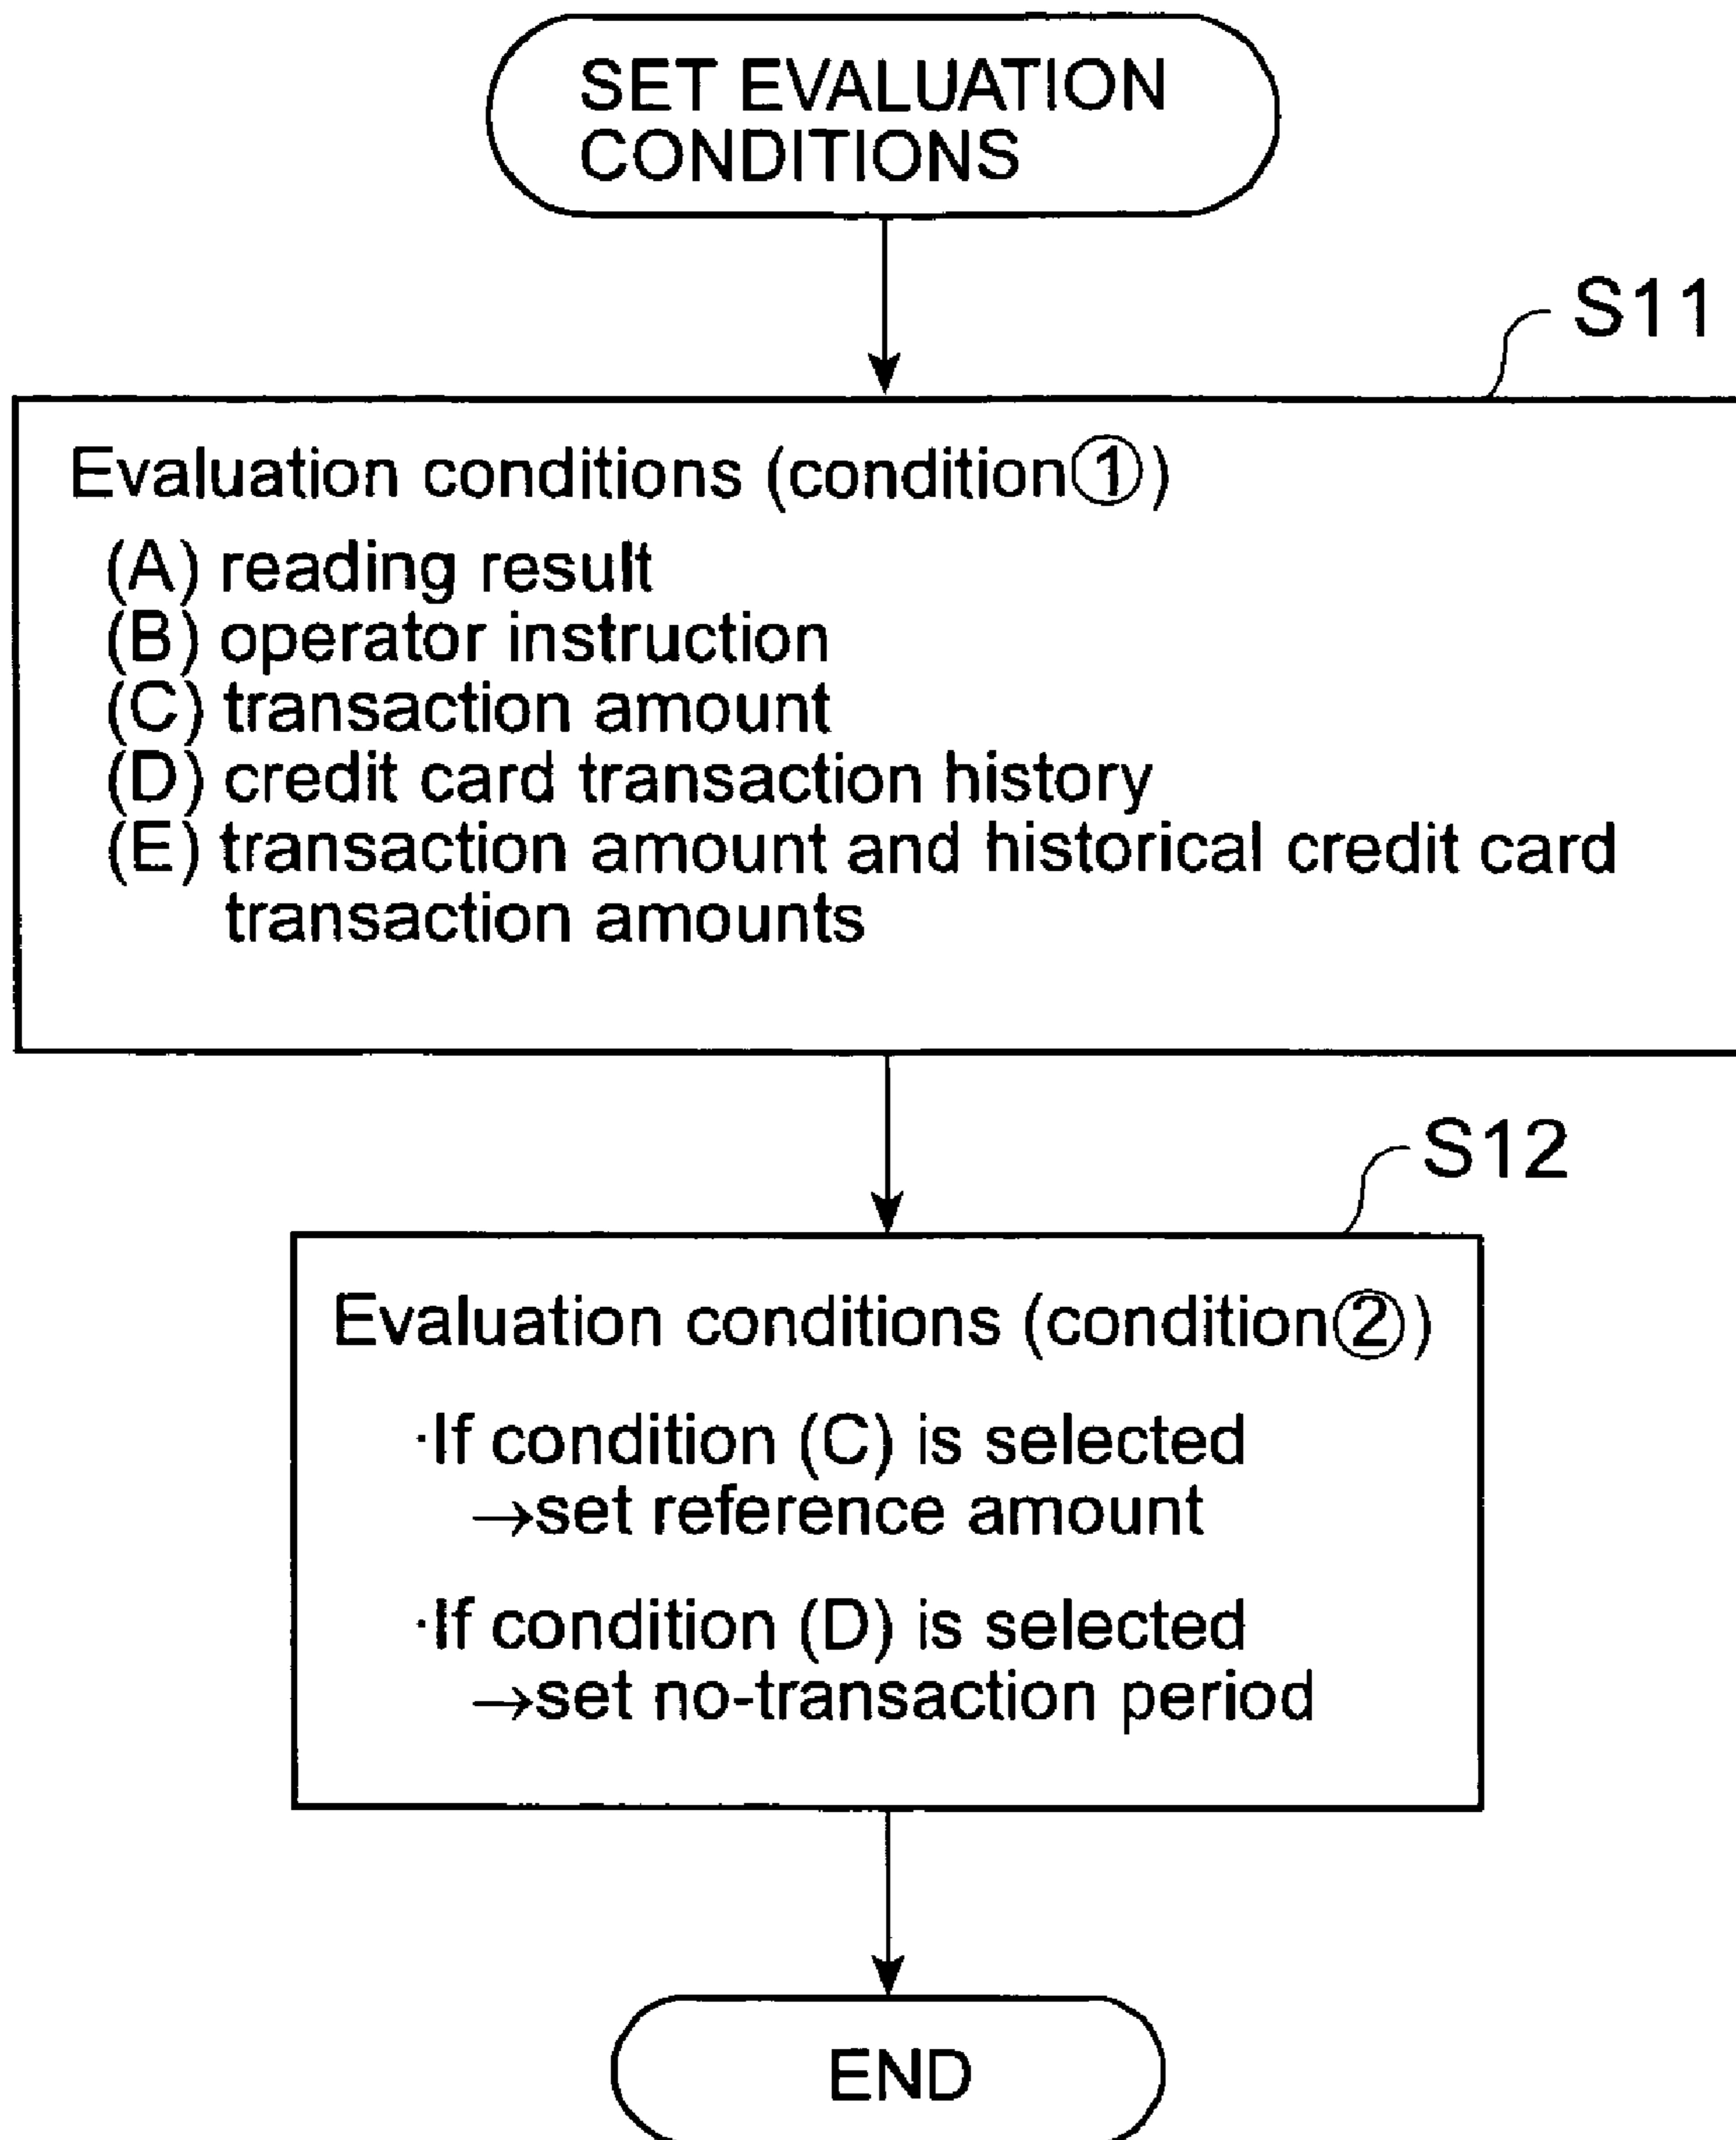 SET EVALUATION
CONDITIONS
S11
Evaluation conditions (condition①)
(A) reading result
(B) operator instruction
(C) transaction amount
(D) credit card transaction history
(E) transaction amount and historical credit card
transaction amounts
S12
Evaluation conditions (condition②)
·If condition (C) is selected
→set reference amount
·If condition (D) is selected
→set no-transaction period
END